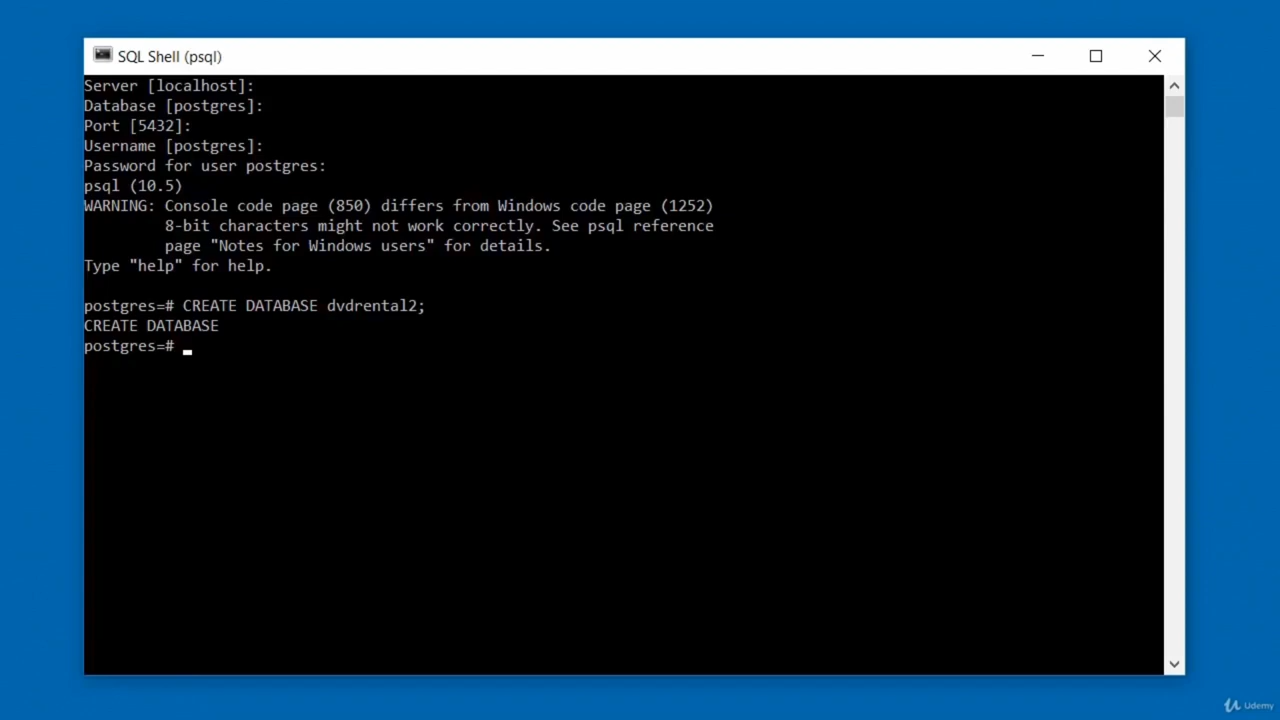 SQL Shell (psql)
Server [localhost]:
Database [postgres]:
Port [5432]:
Username [postgres]:
Password for user postgres:
psql (10.5)
WARNING: Console code page (850) differs from Windows code page (1252)
         8-bit characters might not work correctly. See psql reference
         page "Notes for Windows users" for details.
Type "help" for help.

postgres=# CREATE DATABASE dvdrental2;
CREATE DATABASE
postgres=# 
Udemy